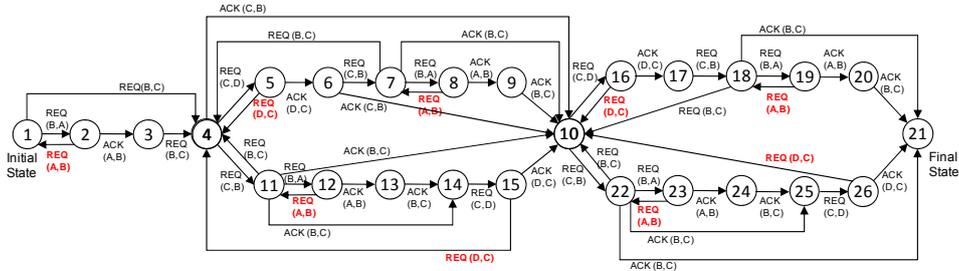 ACK (C,B)
REQ (B,C)
ACK (B,C)
ACK (B,C)
REQ(B,C)
REQ
(C,D)
5
REQ
(D,C)
ACK
(D,C)
6
REQ
(C,B)
ACK (C,B)
7
REQ
(B,A)
REQ
(A,B)
8
ACK
(A,B)
9
ACK
(B,C)
REQ
(C,D)
16
REQ
(D,C)
ACK
(D,C)
17
REQ
(C,B)
18
REQ (B,C)
REQ
(B,A)
19
REQ
(A,B)
ACK
(A,B)
20
ACK
(B,C)
1
Initial
State
REQ
(B,A)
REQ
(A,B)
2
ACK
(A,B)
3
REQ
(B,C)
4
10
21
Final
State
REQ
(B,C)
REQ
(C,B)
ACK (B,C)
11
REQ
(B,A)
REQ
(A,B)
12
ACK
(A,B)
13
ACK
(B,C)
14
REQ
(C,D)
15
ACK
(D,C)
ACK (B,C)
REQ (D,C)
REQ
(B,C)
REQ
(C,B)
REQ (D,C)
22
REQ
(B,A)
REQ
(A,B)
23
ACK
(A,B)
24
ACK
(B,C)
25
REQ
(C,D)
26
ACK
(D,C)
ACK (B,C)
ACK (B,C)